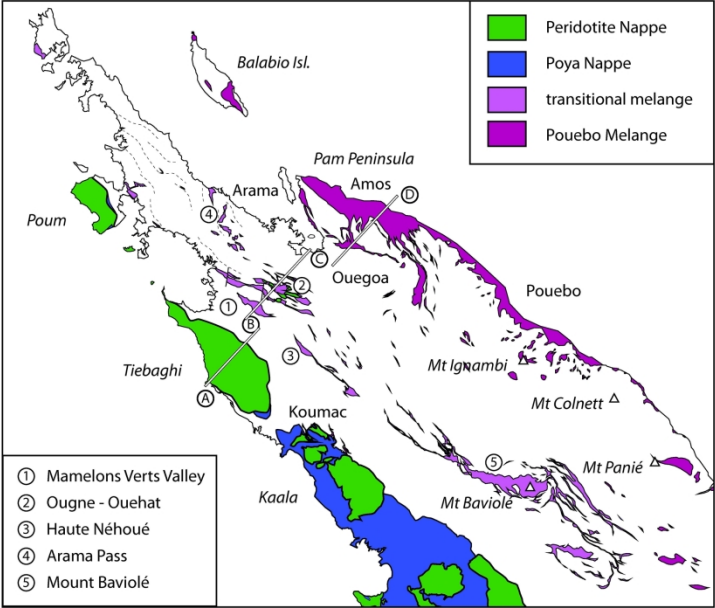 Peridotite Nappe
Poya Nappe
transitional melange
Pouebo Melange
Balabio Isl.
Pam Peninsula
Arama
Amos
D
4
Poum
C
Ouegoa
2
1
B
Pouebo
3
Mt Ignambi
Tiebaghi
A
Mt Colnett
Koumac
5
Mt Panié
Kaala
Mt Baviolé
1 Mamelons Verts Valley
2 Ougne - Ouehat
3 Haute Néhoué
4 Arama Pass
5 Mount Baviolé